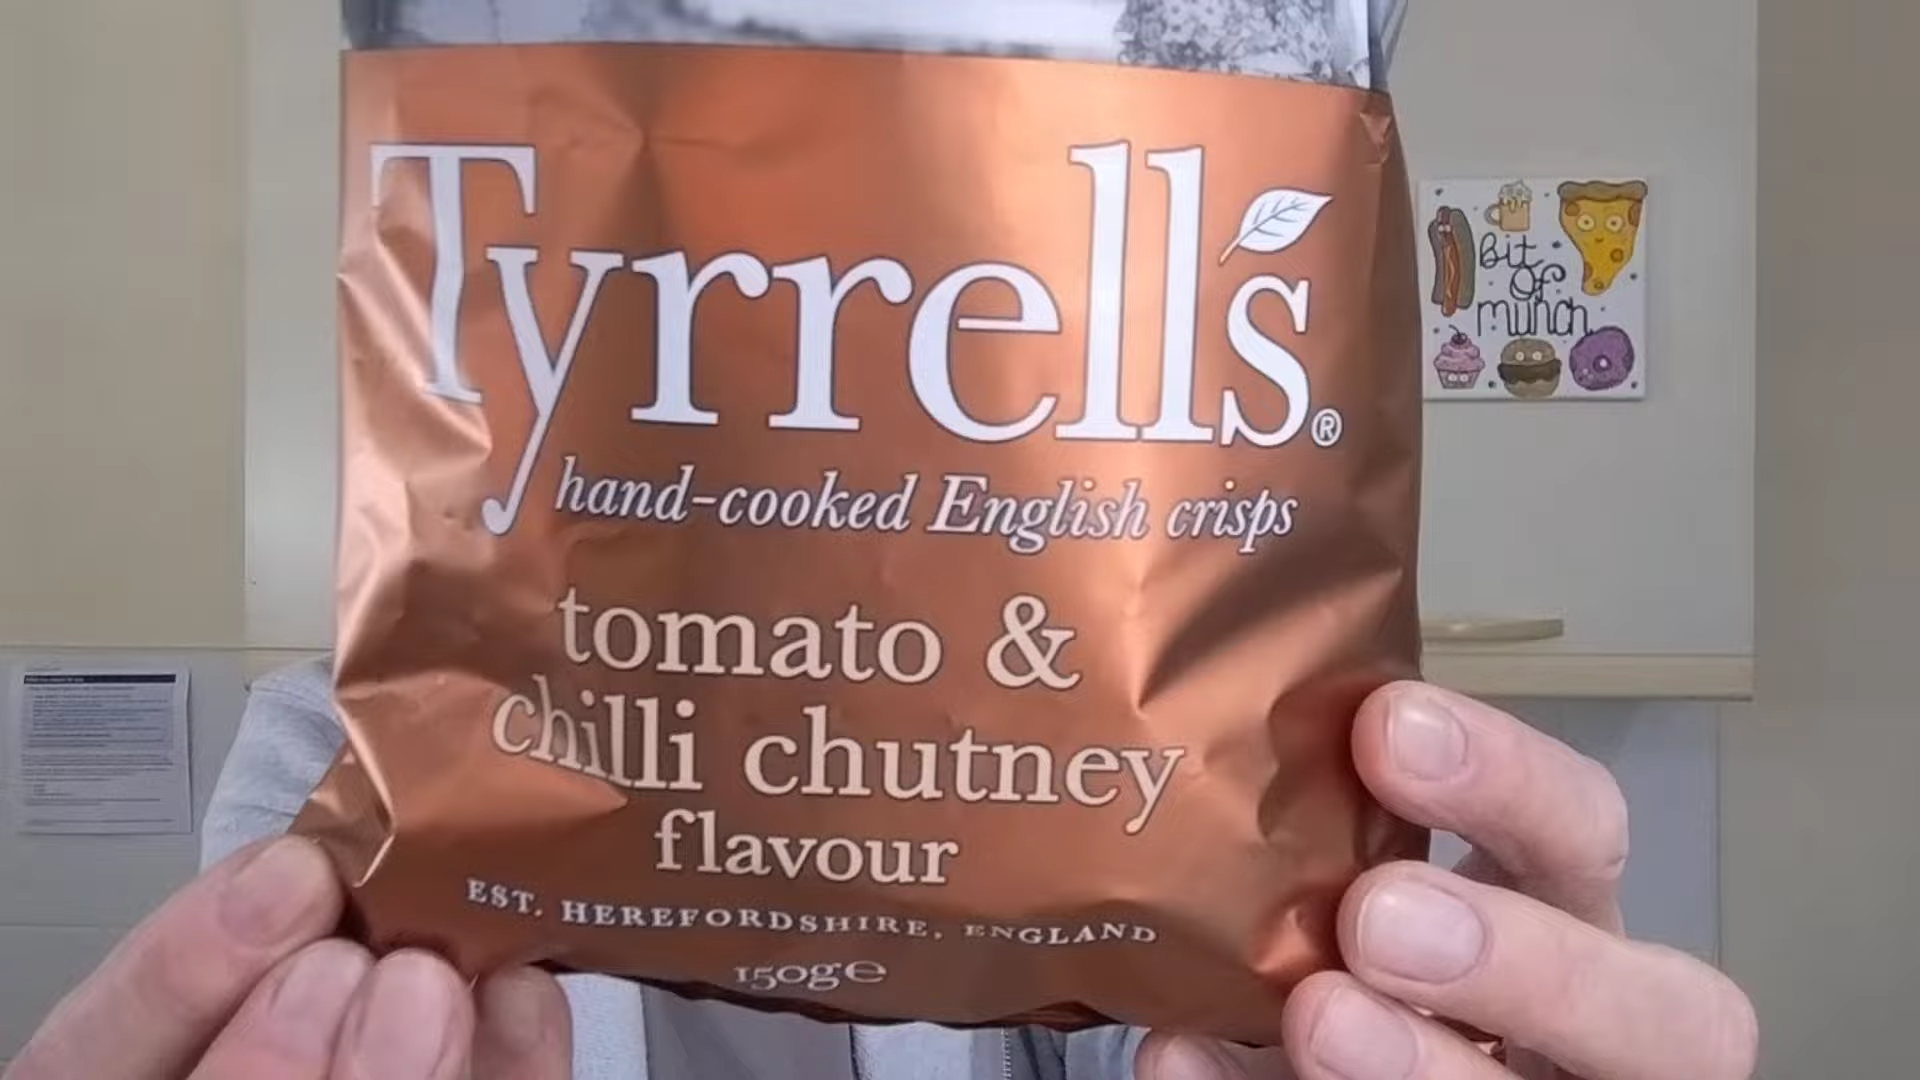 Tyrrell's®
hand-cooked English crisps
tomato &
chilli chutney
flavour
EST. HEREFORDSHIRE, ENGLAND
150g℮
bit
of
munch